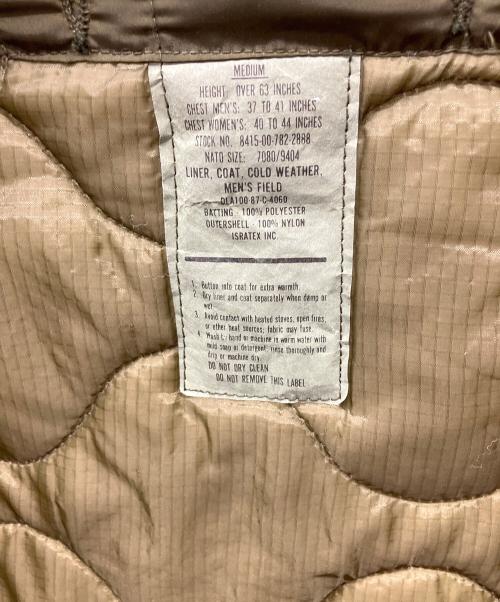 MEDIUM
HEIGHT: OVER 63 INCHES
CHEST MEN'S: 37 TO 41 INCHES
CHEST WOMEN'S: 40 TO 44 INCHES
STOCK NO. 8415-00-782-2888
NATO SIZE: 7080/9404
LINER, COAT, COLD WEATHER,
MEN'S FIELD
DLA100-87-C-4060
BATTING - 100% POLYESTER
OUTERSHELL - 100% NYLON
ISRATEX INC.
1. Button into coat for extra warmth.
2. Dry liner and coat separately when damp or
wet.
3. Avoid contact with heated stoves, open fires,
or other heat sources; fabric may fuse.
4. Wash by hand or machine in warm water with
mild soap or detergent; rinse thoroughly and
drip or machine dry.
DO NOT DRY CLEAN
DO NOT REMOVE THIS LABEL